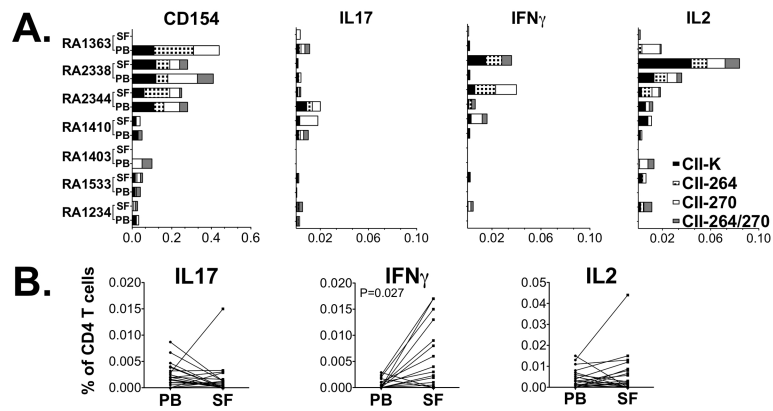 A.
CD154
IL17
IFNγ
IL2
RA1363 SF PB
RA2338 SF PB
RA2344 SF PB
RA1410 SF PB
RA1403 SF PB
RA1533 SF PB
RA1234 SF PB
0.0 0.2 0.4 0.6
0.02 0.06 0.10
0.02 0.06 0.10
0.02 0.06 0.10
CII-K
CII-264
CII-270
CII-264/270
B.
IL17
IFNγ
IL2
% of CD4 T cells
0.020
0.015
0.010
0.005
0.000
PB SF
P=0.027
0.020
0.015
0.010
0.005
0.000
PB SF
0.05
0.04
0.03
0.02
0.01
0.00
PB SF